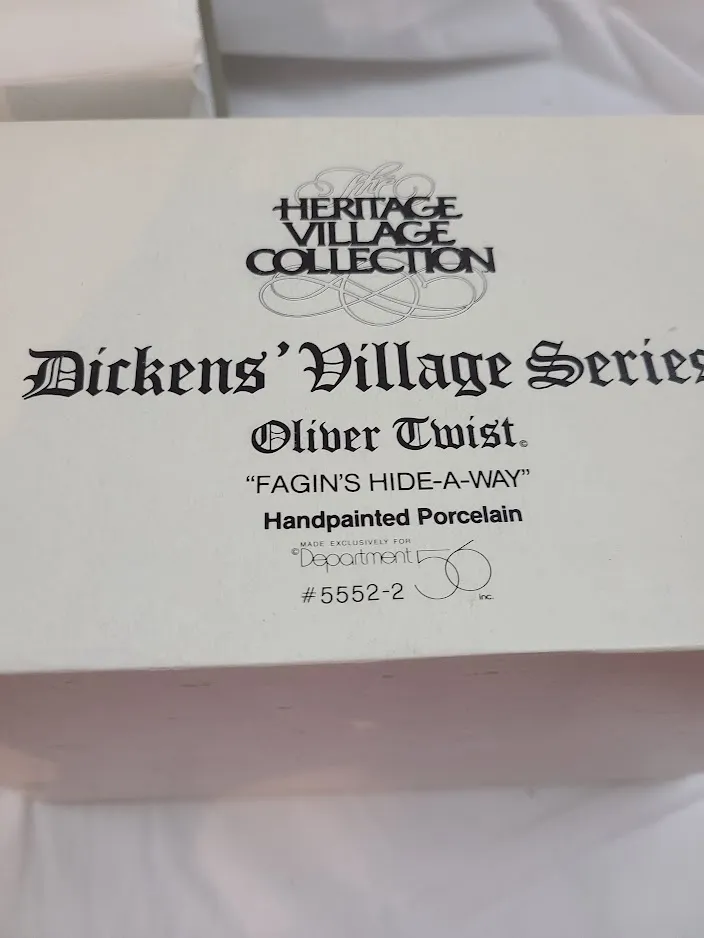 The
HERITAGE
VILLAGE
COLLECTION
Dickens' Village Series
Oliver Twist©
"FAGIN'S HIDE-A-WAY"
Handpainted Porcelain
MADE EXCLUSIVELY FOR
©Department 56 inc.
#5552-2